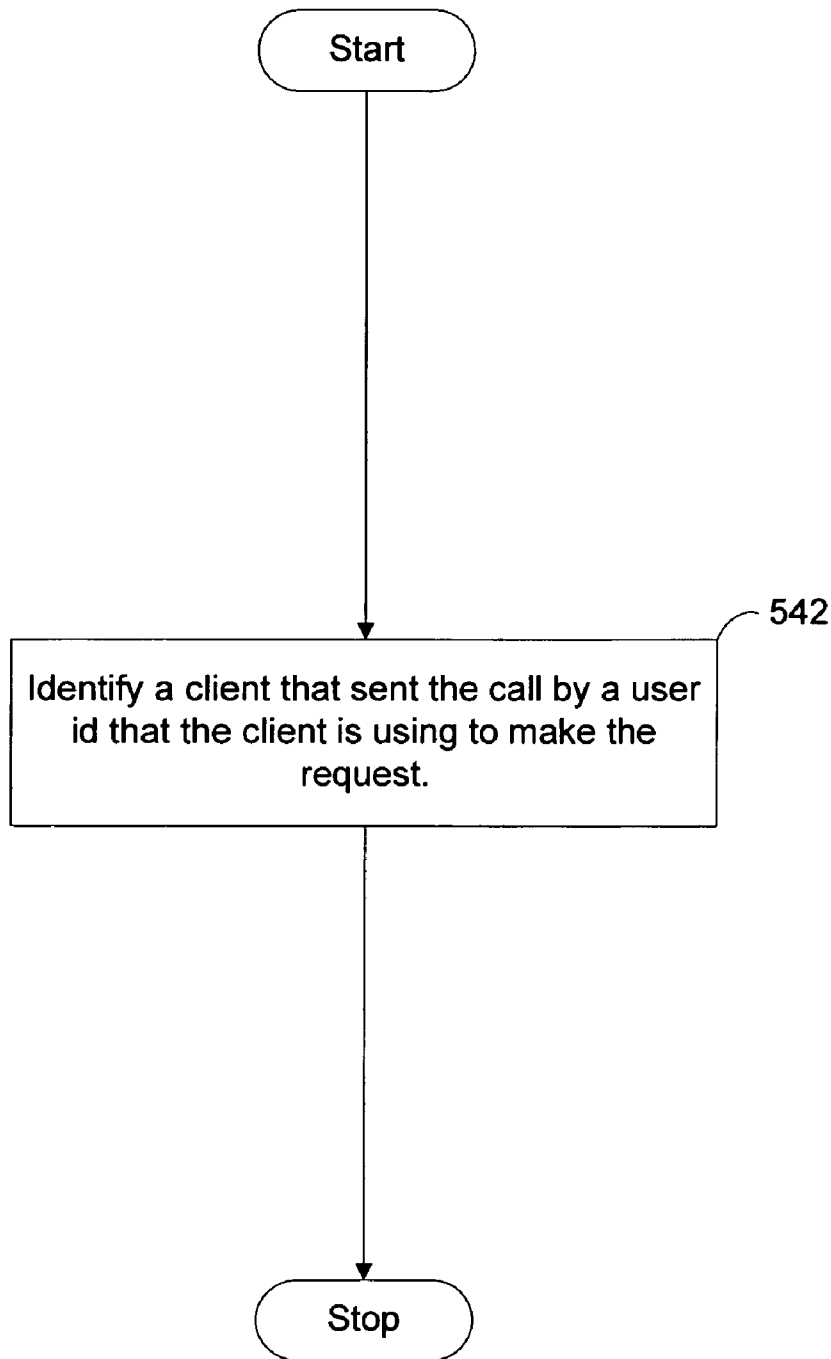 Start
542
Identify a client that sent the call by a user
id that the client is using to make the
request.
Stop